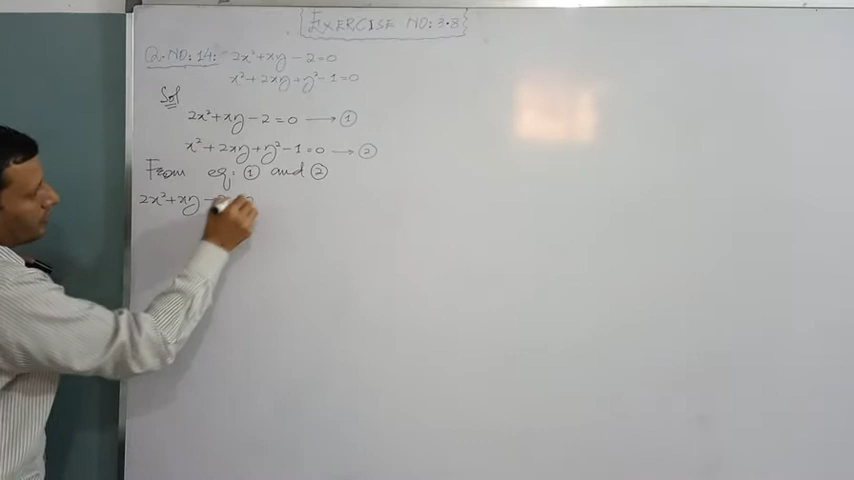 EXERCISE NO: 3.8
Q.NO: 14: 2x²+xy-2=0
x²+2xy+y²-1=0
Sol
2x²+xy-2=0 → ①
x²+2xy+y²-1=0 → ②
From eq: ① and ②
2x²+xy-